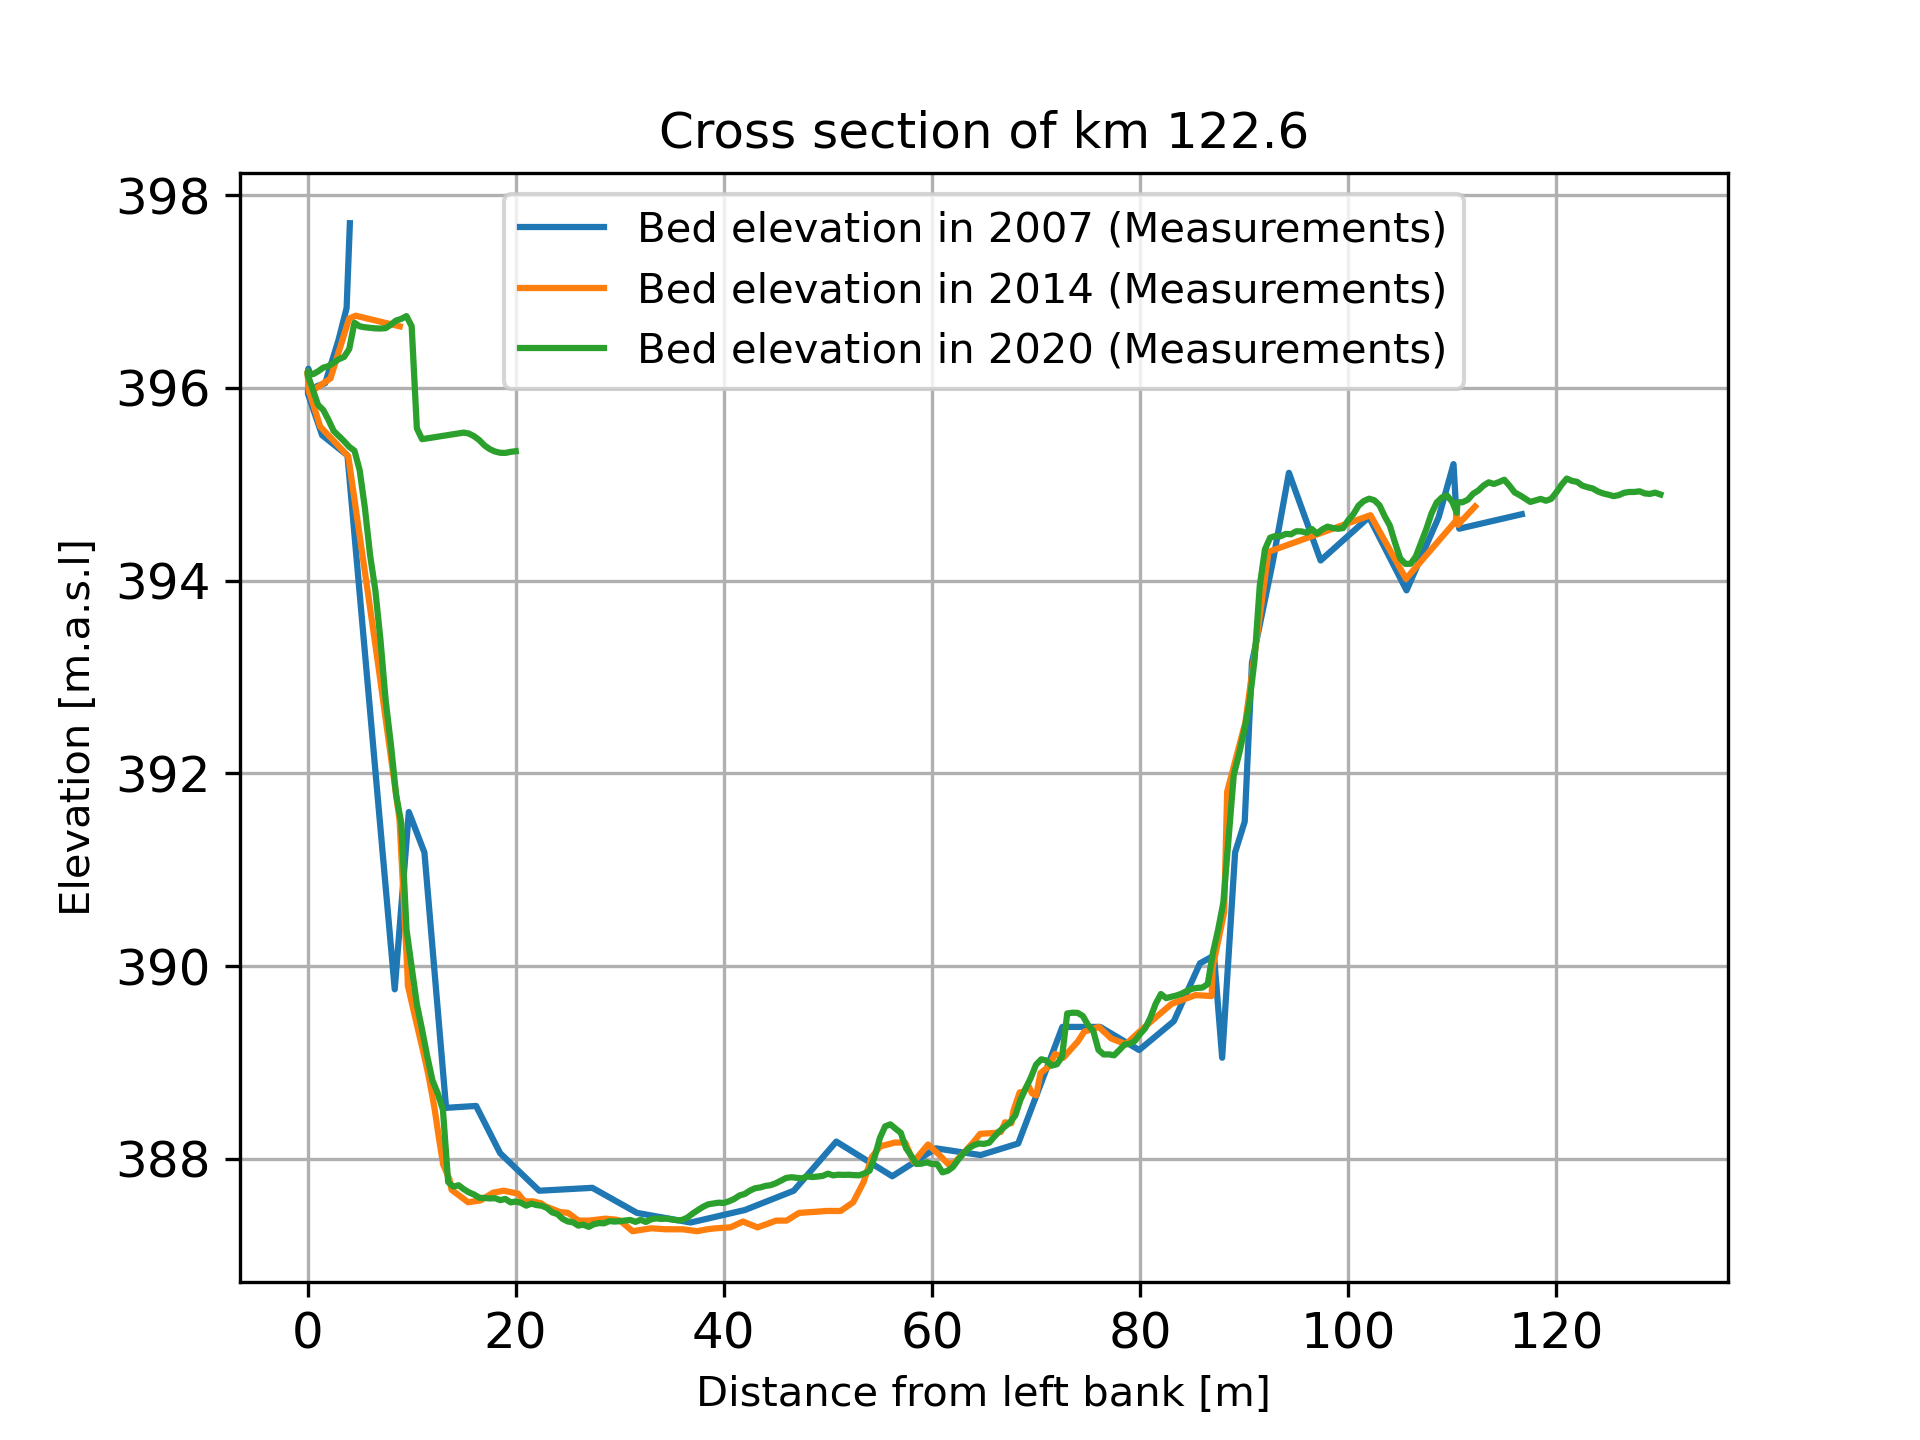 Cross section of km 122.6
Bed elevation in 2007 (Measurements)
Bed elevation in 2014 (Measurements)
Bed elevation in 2020 (Measurements)
Elevation [m.a.s.l]
398
396
394
392
390
388
0 20 40 60 80 100 120
Distance from left bank [m]